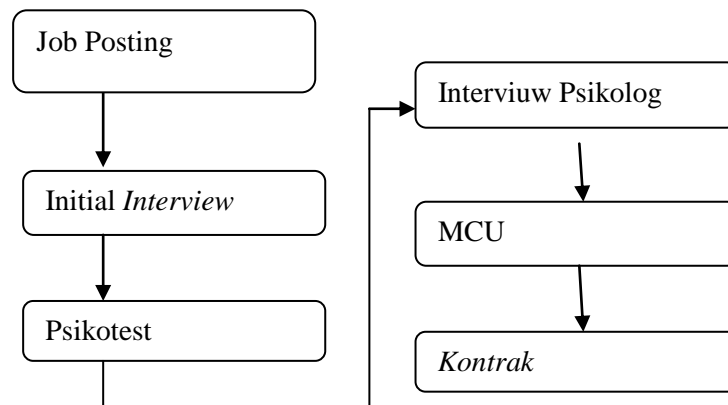 Job Posting
Initial Interview
Psikotest
Interviuw Psikolog
MCU
Kontrak